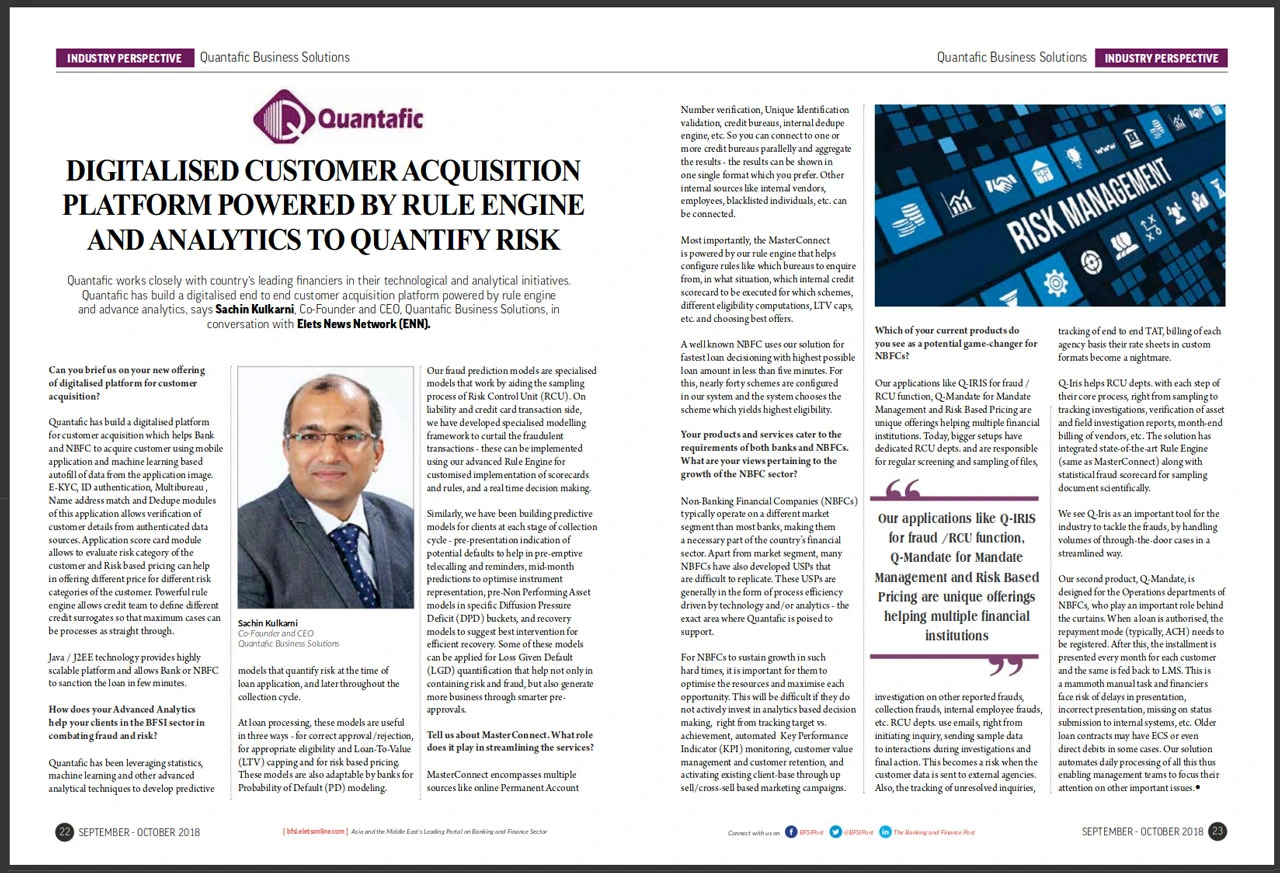 INDUSTRY PERSPECTIVE Quantafic Business Solutions
Quantafic
DIGITALISED CUSTOMER ACQUISITION
PLATFORM POWERED BY RULE ENGINE
AND ANALYTICS TO QUANTIFY RISK
Quantafic works closely with country's leading financiers in their technological and analytical initiatives.
Quantafic has build a digitalised end to end customer acquisition platform powered by rule engine
and advance analytics, says Sachin Kulkarni, Co-Founder and CEO, Quantafic Business Solutions, in
conversation with Elets News Network (ENN).
Can you brief us on your new offering
of digitalised platform for customer
acquisition?
Quantafic has build a digitalised platform
for customer acquisition which helps Bank
and NBFC to acquire customer using mobile
application and machine learning based
autofill of data from the application image.
E-KYC, ID authentication, Multibureau ,
Name address match and Dedupe modules
of this application allows verification of
customer details from authenticated data
sources. Application score card module
allows to evaluate risk category of the
customer and Risk based pricing can help
in offering different price for different risk
categories of the customer. Powerful rule
engine allows credit team to define different
credit surrogates so that maximum cases can
be processes as straight through.
Java / J2EE technology provides highly
scalable platform and allows Bank or NBFC
to sanction the loan in few minutes.
How does your Advanced Analytics
help your clients in the BFSI sector in
combating fraud and risk?
Quantafic has been leveraging statistics,
machine learning and other advanced
analytical techniques to develop predictive
Sachin Kulkarni
Co-Founder and CEO
Quantafic Business Solutions
models that quantify risk at the time of
loan application, and later throughout the
collection cycle.
At loan processing, these models are useful
in three ways - for correct approval /rejection,
for appropriate eligibility and Loan-To-Value
(LTV) capping and for risk based pricing.
These models are also adaptable by banks for
Probability of Default (PD) modeling.
Our fraud prediction models are specialised
models that work by aiding the sampling
process of Risk Control Unit (RCU). On
liability and credit card transaction side,
we have developed specialised modelling
framework to curtail the fraudulent
transactions - these can be implemented
using our advanced Rule Engine for
customised implementation of scorecards
and rules, and a real time decision making.
Similarly, we have been building predictive
models for clients at each stage of collection
cycle - pre-presentation indication of
potential defaults to help in pre-emptive
telecalling and reminders, mid-month
predictions to optimise instrument
representation, pre-Non Performing Asset
models in specific Diffusion Pressure
Deficit (DPD) buckets, and recovery
models to suggest best intervention for
efficient recovery. Some of these models
can be applied for Loss Given Default
(LGD) quantification that help not only in
containing risk and fraud, but also generate
more business through smarter pre-
approvals.
Tell us about MasterConnect. What role
does it play in streamlining the services?
MasterConnect encompasses multiple
sources like online Permanent Account
22 SEPTEMBER - OCTOBER 2018
[ bfsi.eletsonline.com ] Asia and the Middle East's Leading Portal on Banking and Finance Sector
Quantafic Business Solutions INDUSTRY PERSPECTIVE
Number verification, Unique Identification
validation, credit bureaus, internal dedupe
engine, etc. So you can connect to one or
more credit bureaus parallelly and aggregate
the results - the results can be shown in
one single format which you prefer. Other
internal sources like internal vendors,
employees, blacklisted individuals, etc. can
be connected.
Most importantly, the MasterConnect
is powered by our rule engine that helps
configure rules like which bureaus to enquire
from, in what situation, which internal credit
scorecard to be executed for which schemes,
different eligibility computations, LTV caps,
etc. and choosing best offers.
A well known NBFC uses our solution for
fastest loan decisioning with highest possible
loan amount in less than five minutes. For
this, nearly forty schemes are configured
in our system and the system chooses the
scheme which yields highest eligibility.
Your products and services cater to the
requirements of both banks and NBFCs.
What are your views pertaining to the
growth of the NBFC sector?
Non-Banking Financial Companies (NBFCs)
typically operate on a different market
segment than most banks, making them
a necessary part of the country's financial
sector. Apart from market segment, many
NBFCs have also developed USPs that
are difficult to replicate. These USPs are
generally in the form of process efficiency
driven by technology and/or analytics - the
exact area where Quantafic is poised to
support.
For NBFCs to sustain growth in such
hard times, it is important for them to
optimise the resources and maximise each
opportunity. This will be difficult if they do
not actively invest in analytics based decision
making, right from tracking target vs.
achievement, automated Key Performance
Indicator (KPI) monitoring, customer value
management and customer retention, and
activating existing client-base through up
sell/cross-sell based marketing campaigns.
www
RISK MANAGEMENT
Which of your current products do
you see as a potential game-changer for
NBFCs?
Our applications like Q-IRIS for fraud /
RCU function, Q-Mandate for Mandate
Management and Risk Based Pricing are
unique offerings helping multiple financial
institutions. Today, bigger setups have
dedicated RCU depts. and are responsible
for regular screening and sampling of files,
Our applications like Q-IRIS
for fraud /RCU function,
Q-Mandate for Mandate
Management and Risk Based
Pricing are unique offerings
helping multiple financial
institutions
investigation on other reported frauds,
collection frauds, internal employee frauds,
etc. RCU depts. use emails, right from
initiating inquiry, sending sample data
to interactions during investigations and
final action. This becomes a risk when the
customer data is sent to external agencies.
Also, the tracking of unresolved inquiries,
tracking of end to end TAT, billing of each
agency basis their rate sheets in custom
formats become a nightmare.
Q-Iris helps RCU depts. with each step of
their core process, right from sampling to
tracking investigations, verification of asset
and field investigation reports, month-end
billing of vendors, etc. The solution has
integrated state-of-the-art Rule Engine
(same as MasterConnect) along with
statistical fraud scorecard for sampling
document scientifically.
We see Q-Iris as an important tool for the
industry to tackle the frauds, by handling
volumes of through-the-door cases in a
streamlined way.
Our second product, Q-Mandate, is
designed for the Operations departments of
NBFCs, who play an important role behind
the curtains. When a loan is authorised, the
repayment mode (typically, ACH) needs to
be registered. After this, the installment is
presented every month for each customer
and the same is fed back to LMS. This is
a mammoth manual task and financiers
face risk of delays in presentation,
incorrect presentation, missing on status
submission to internal systems, etc. Older
loan contracts may have ECS or even
direct debits in some cases. Our solution
automates daily processing of all this thus
enabling management teams to focus their
attention on other important issues.●
Connect with us on BFSIPost @BFSIPost The Banking and Finance Post
SEPTEMBER - OCTOBER 2018 23